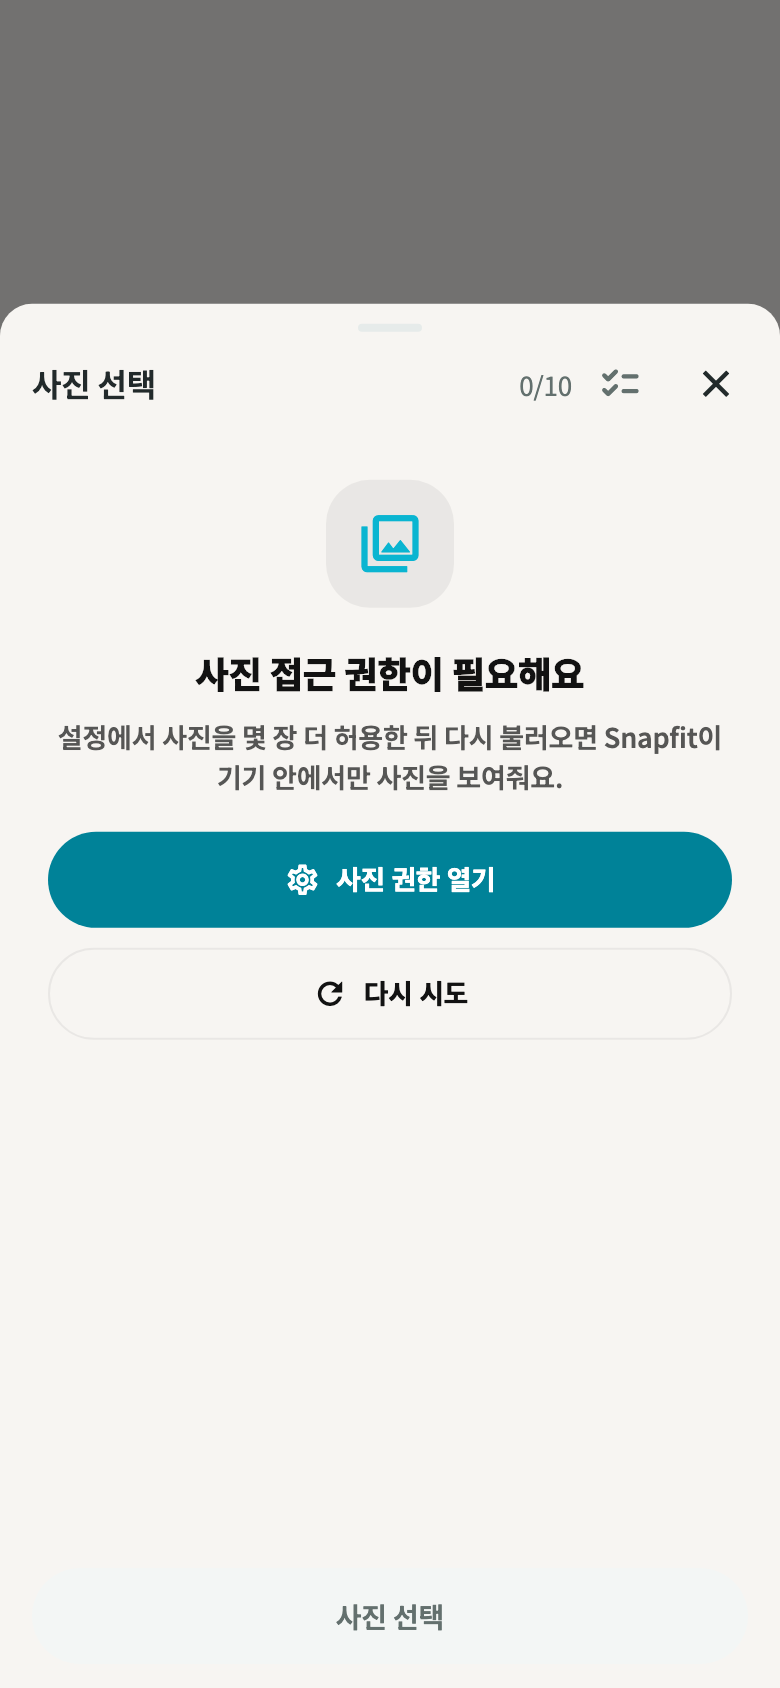 사진 선택
0/10
사진 접근 권한이 필요해요
설정에서 사진을 몇 장 더 허용한 뒤 다시 불러오면 Snapfit이
기기 안에서만 사진을 보여줘요.
사진 권한 열기
다시 시도
사진 선택